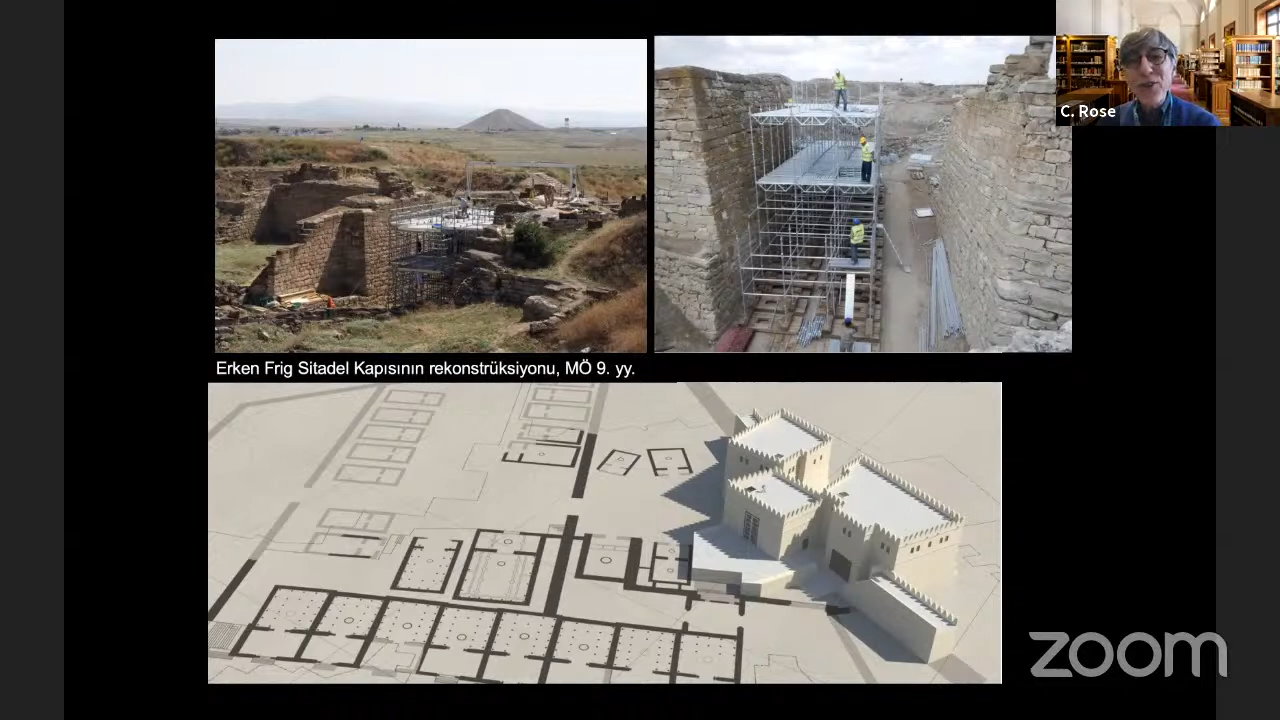 C. Rose
Erken Frig Sitadel Kapısının rekonstrüksiyonu, MÖ 9. yy.
zoom